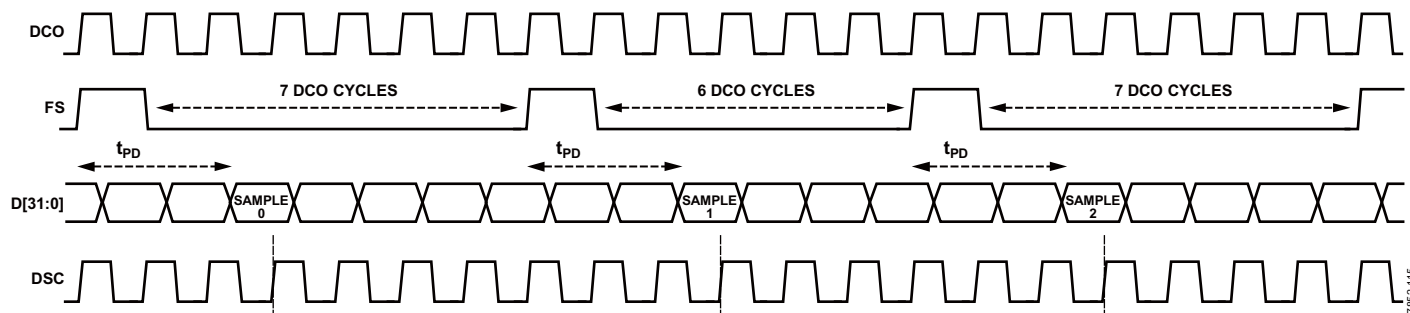 DCO
FS
7 DCO CYCLES
6 DCO CYCLES
7 DCO CYCLES
tPD
tPD
tPD
D[31:0]
SAMPLE
0
SAMPLE
1
SAMPLE
2
DSC